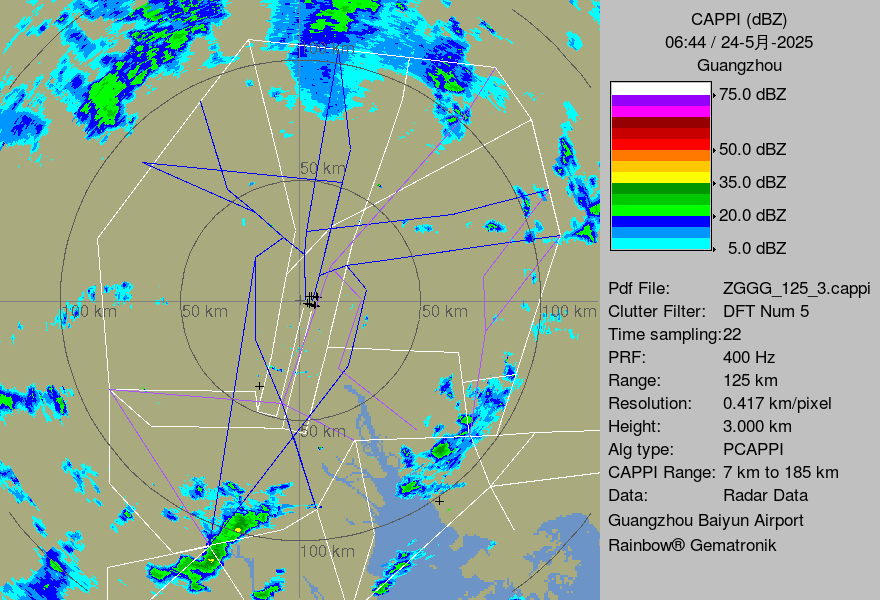 100 km
50 km
100 km
50 km
50 km
100 km
50 km
100 km
CAPPI (dBZ)
06:44 / 24-5月-2025
Guangzhou
75.0 dBZ
50.0 dBZ
35.0 dBZ
20.0 dBZ
5.0 dBZ
Pdf File: ZGGG_125_3.cappi
Clutter Filter: DFT Num 5
Time sampling:22
PRF: 400 Hz
Range: 125 km
Resolution: 0.417 km/pixel
Height: 3.000 km
Alg type: PCAPPI
CAPPI Range: 7 km to 185 km
Data: Radar Data
Guangzhou Baiyun Airport
Rainbow® Gematronik